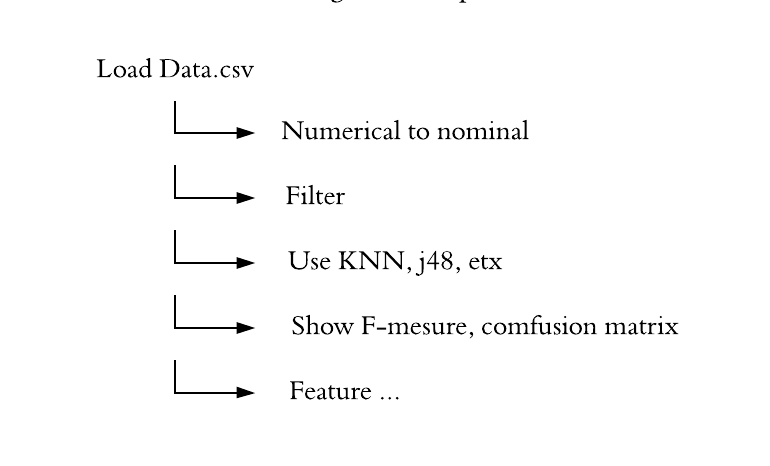 Load Data.csv
Numerical to nominal
Filter
Use KNN, j48, etx
Show F-mesure, comfusion matrix
Feature ...